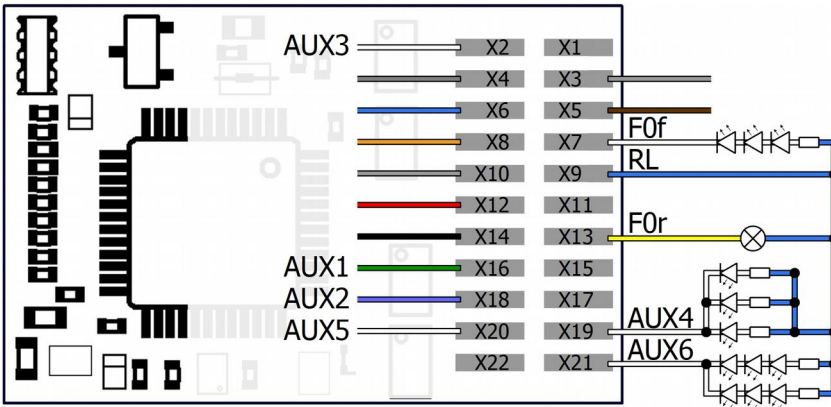 AUX3 X2 X1
X4 X3
X6 X5
X8 X7 F0f
X10 X9 RL
X12 X11
X14 X13 F0r
AUX1 X16 X15
AUX2 X18 X17
AUX5 X20 X19 AUX4
X22 X21 AUX6